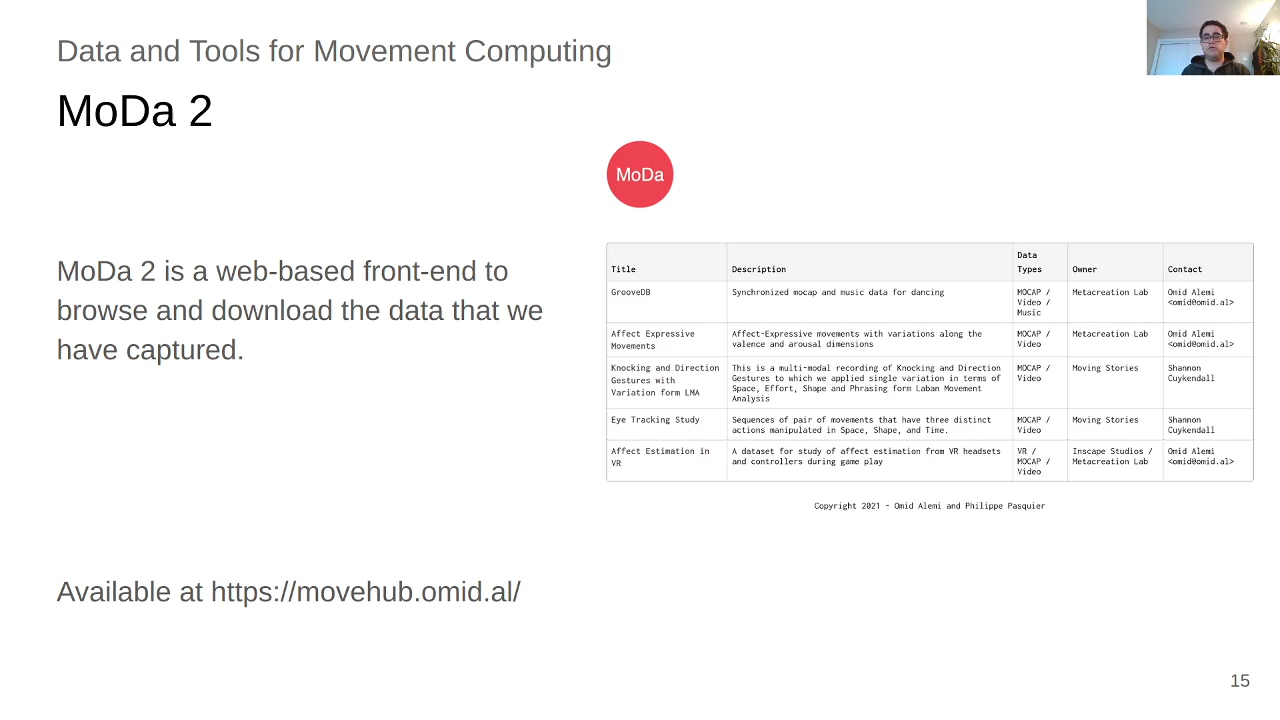 Data and Tools for Movement Computing
MoDa 2
MoDa
MoDa 2 is a web-based front-end to
browse and download the data that we
have captured.
Title Description Data Types Owner Contact
GrooveDB Synchronized mocap and music data for dancing MOCAP / Video / Music Metacreation Lab Omid Alemi <omid@omid.al>
Affect Expressive Movements Affect-Expressive movements with variations along the valence and arousal dimensions MOCAP / Video Metacreation Lab Omid Alemi <omid@omid.al>
Knocking and Direction Gestures with Variation form LMA This is a multi-modal recording of Knocking and Direction Gestures to which we applied single variation in terms of Space, Effort, Shape and Phrasing form Laban Movement Analysis MOCAP / Video Moving Stories Shannon Cuykendall
Eye Tracking Study Sequences of pair of movements that have three distinct actions manipulated in Space, Shape, and Time. MOCAP / Video Moving Stories Shannon Cuykendall
Affect Estimation in VR A dataset for study of affect estimation from VR headsets and controllers during game play VR / MOCAP / Video Inscape Studios / Metacreation Lab Omid Alemi <omid@omid.al>
Copyright 2021 - Omid Alemi and Philippe Pasquier
Available at https://movehub.omid.al/
15